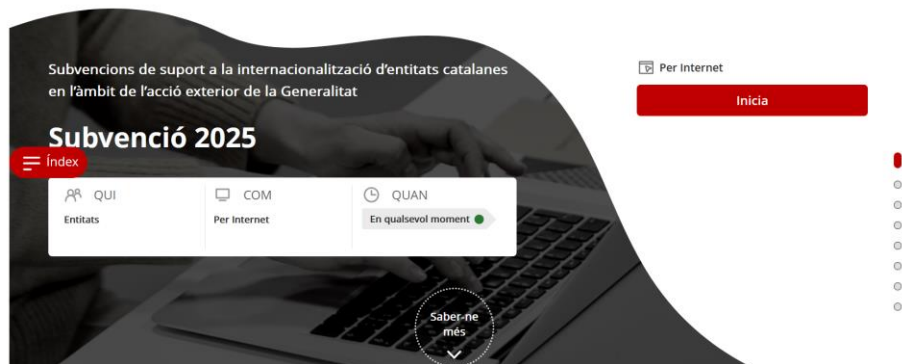 Subvencions de suport a la internacionalització d'entitats catalanes
en l'àmbit de l'acció exterior de la Generalitat
Subvenció 2025
Índex
QUI
Entitats
COM
Per Internet
QUAN
En qualsevol moment
Saber-ne
més
Per Internet
Inicia